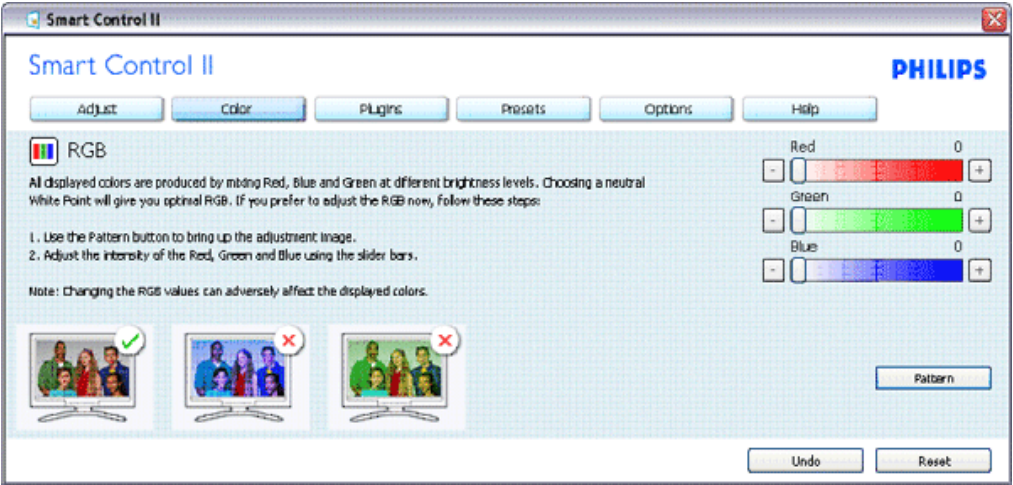 Smart Control II
Smart Control II
PHILIPS
Adjust Color Plugins Presets Options Help
RGB
All displayed colors are produced by mixing Red, Blue and Green at different brightness levels. Choosing a neutral
White Point will give you optimal RGB. If you prefer to adjust the RGB now, follow these steps:
1. Use the Pattern button to bring up the adjustment image.
2. Adjust the intensity of the Red, Green and Blue using the slider bars.
Note: Changing the RGB values can adversely affect the displayed colors.
Red 0
- +
Green 0
- +
Blue 0
- +
Pattern
Undo Reset